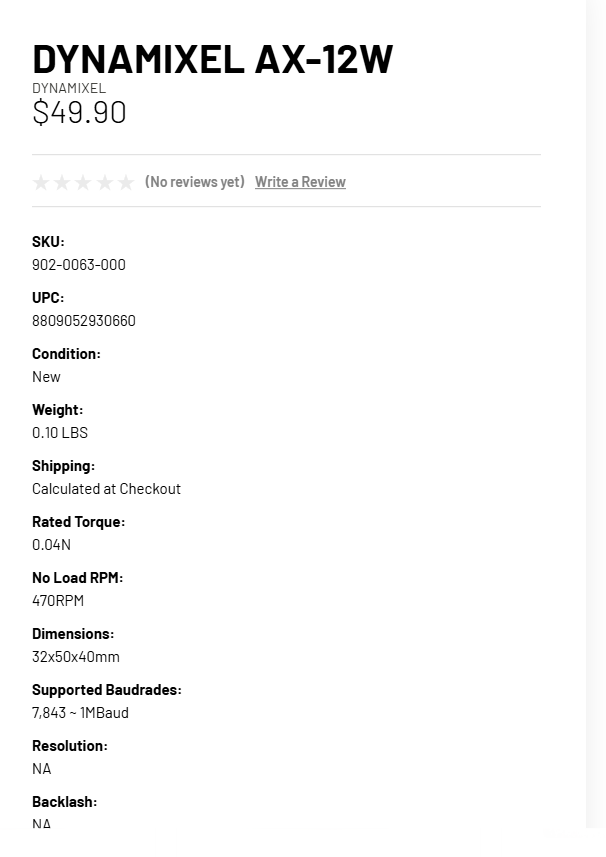 DYNAMIXEL AX-12W
DYNAMIXEL
$49.90
(No reviews yet) Write a Review
SKU:
902-0063-000
UPC:
8809052930660
Condition:
New
Weight:
0.10 LBS
Shipping:
Calculated at Checkout
Rated Torque:
0.04N
No Load RPM:
470RPM
Dimensions:
32x50x40mm
Supported Baudrades:
7,843 ~ 1MBaud
Resolution:
NA
Backlash:
NA